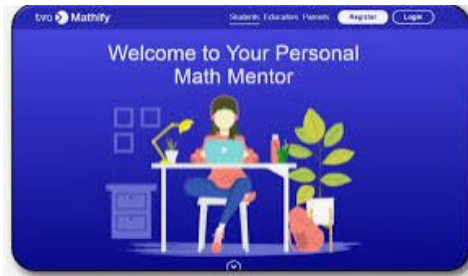 tvo Mathify
Students Educators Parents Register Login
Welcome to Your Personal
Math Mentor